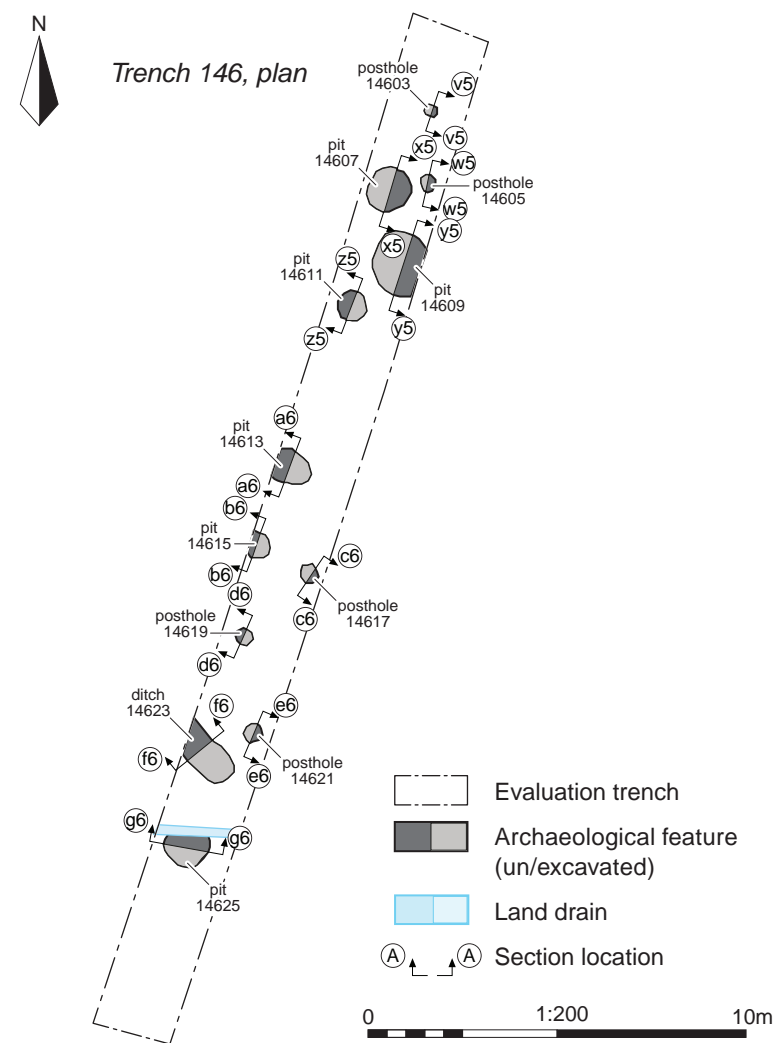 N
Trench 146, plan
posthole
14603
v5
v5
pit
14607
x5
w5
posthole
14605
w5
x5
y5
pit
14611
z5
pit
14609
z5
y5
a6
pit
14613
a6
b6
pit
14615
b6
c6
d6
posthole
14617
c6
posthole
14619
d6
ditch
14623
f6
e6
f6
posthole
14621
e6
g6
g6
pit
14625
Evaluation trench
Archaeological feature
(un/excavated)
Land drain
A A Section location
0 1:200 10m